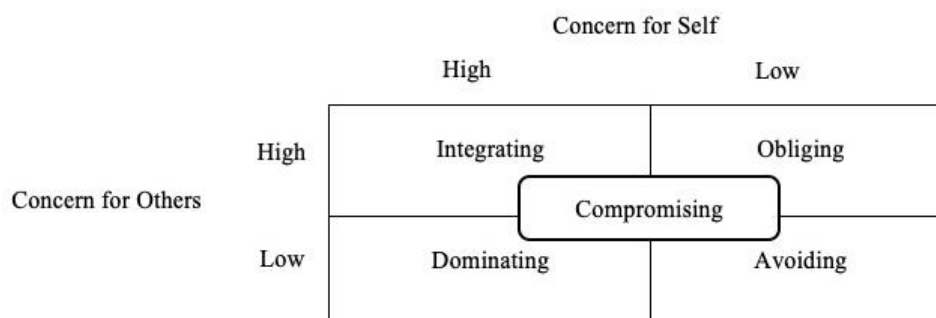 Concern for Self
High Low
High Integrating Obliging
Concern for Others Compromising
Low Dominating Avoiding